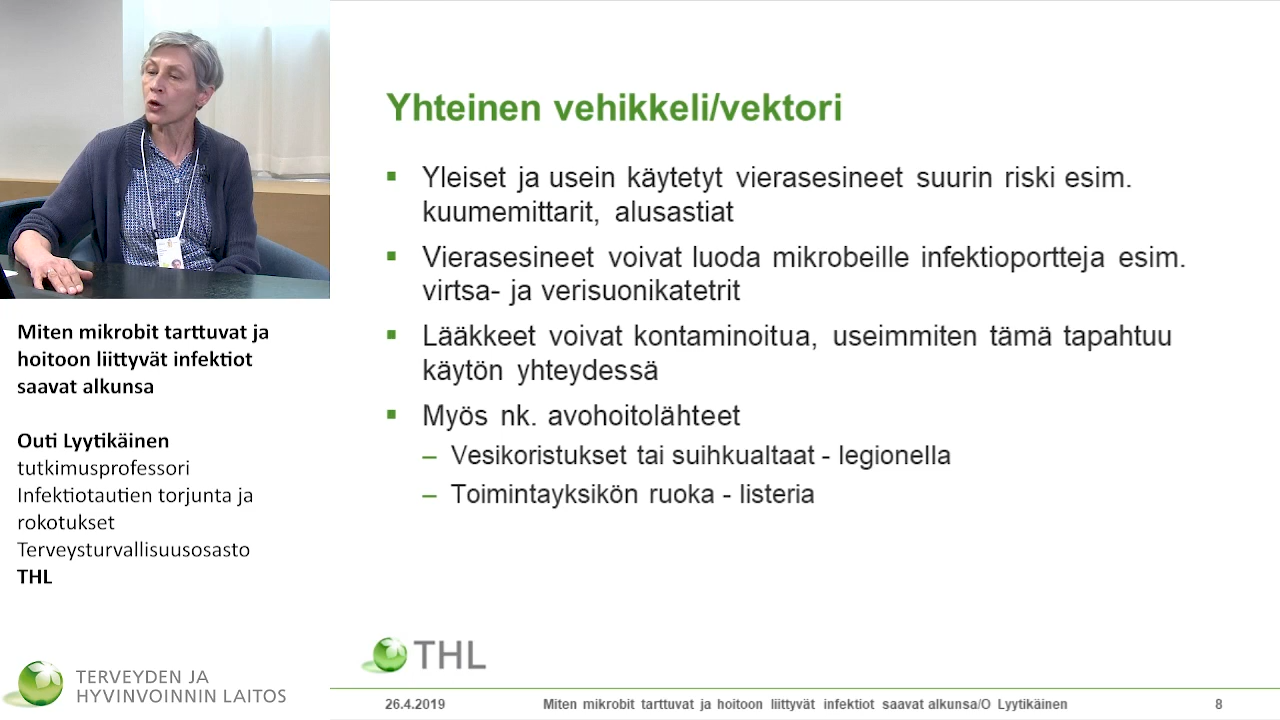 Miten mikrobit tarttuvat ja
hoitoon liittyvät infektiot
saavat alkunsa
Outi Lyytikäinen
tutkimusprofessori
Infektiotautien torjunta ja
rokotukset
Terveysturvallisuusosasto
THL
TERVEYDEN JA
HYVINVOINNIN LAITOS
Yhteinen vehikkeli/vektori
▪ Yleiset ja usein käytetyt vierasesineet suurin riski esim.
kuumemittarit, alusastiat
▪ Vierasesineet voivat luoda mikrobeille infektioportteja esim.
virtsa- ja verisuonikatetrit
▪ Lääkkeet voivat kontaminoitua, useimmiten tämä tapahtuu
käytön yhteydessä
▪ Myös nk. avohoitolähteet
– Vesikoristukset tai suihkualtaat - legionella
– Toimintayksikön ruoka - listeria
THL
26.4.2019 Miten mikrobit tarttuvat ja hoitoon liittyvät infektiot saavat alkunsa/O Lyytikäinen 8